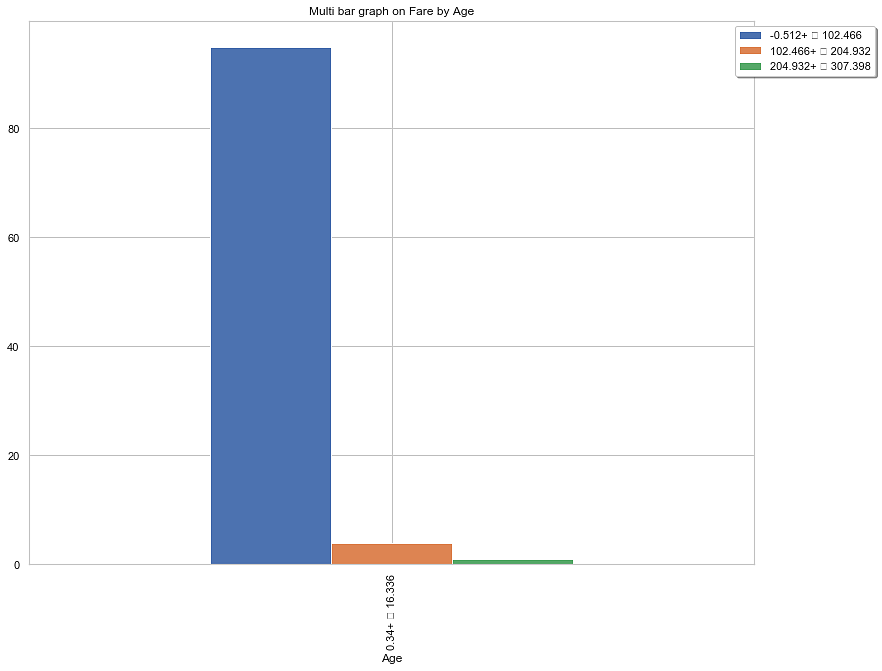 Multi bar graph on Fare by Age
-0.512+ □ 102.466
102.466+ □ 204.932
204.932+ □ 307.398
80
60
40
20
0
0.34+ □ 16.336
Age